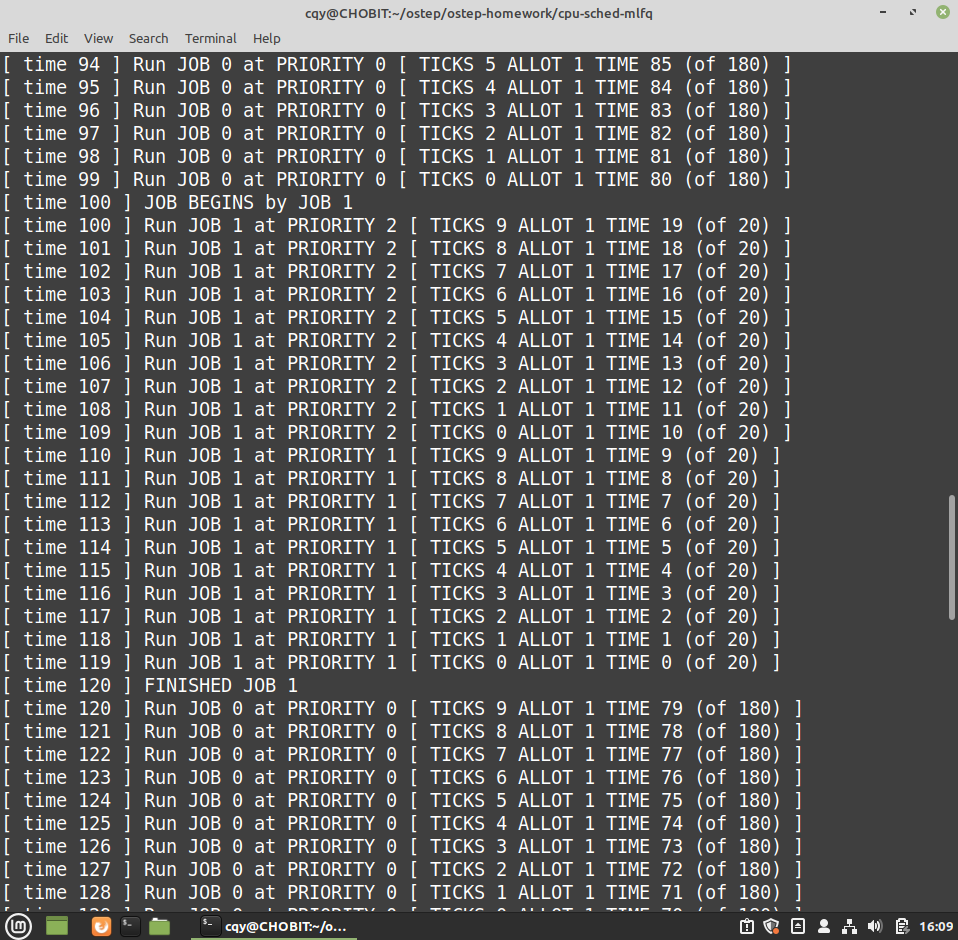 cqy@CHOBIT:~/ostep/ostep-homework/cpu-sched-mlfq
File Edit View Search Terminal Help
[ time 94 ] Run JOB 0 at PRIORITY 0 [ TICKS 5 ALLOT 1 TIME 85 (of 180) ]
[ time 95 ] Run JOB 0 at PRIORITY 0 [ TICKS 4 ALLOT 1 TIME 84 (of 180) ]
[ time 96 ] Run JOB 0 at PRIORITY 0 [ TICKS 3 ALLOT 1 TIME 83 (of 180) ]
[ time 97 ] Run JOB 0 at PRIORITY 0 [ TICKS 2 ALLOT 1 TIME 82 (of 180) ]
[ time 98 ] Run JOB 0 at PRIORITY 0 [ TICKS 1 ALLOT 1 TIME 81 (of 180) ]
[ time 99 ] Run JOB 0 at PRIORITY 0 [ TICKS 0 ALLOT 1 TIME 80 (of 180) ]
[ time 100 ] JOB BEGINS by JOB 1
[ time 100 ] Run JOB 1 at PRIORITY 2 [ TICKS 9 ALLOT 1 TIME 19 (of 20) ]
[ time 101 ] Run JOB 1 at PRIORITY 2 [ TICKS 8 ALLOT 1 TIME 18 (of 20) ]
[ time 102 ] Run JOB 1 at PRIORITY 2 [ TICKS 7 ALLOT 1 TIME 17 (of 20) ]
[ time 103 ] Run JOB 1 at PRIORITY 2 [ TICKS 6 ALLOT 1 TIME 16 (of 20) ]
[ time 104 ] Run JOB 1 at PRIORITY 2 [ TICKS 5 ALLOT 1 TIME 15 (of 20) ]
[ time 105 ] Run JOB 1 at PRIORITY 2 [ TICKS 4 ALLOT 1 TIME 14 (of 20) ]
[ time 106 ] Run JOB 1 at PRIORITY 2 [ TICKS 3 ALLOT 1 TIME 13 (of 20) ]
[ time 107 ] Run JOB 1 at PRIORITY 2 [ TICKS 2 ALLOT 1 TIME 12 (of 20) ]
[ time 108 ] Run JOB 1 at PRIORITY 2 [ TICKS 1 ALLOT 1 TIME 11 (of 20) ]
[ time 109 ] Run JOB 1 at PRIORITY 2 [ TICKS 0 ALLOT 1 TIME 10 (of 20) ]
[ time 110 ] Run JOB 1 at PRIORITY 1 [ TICKS 9 ALLOT 1 TIME 9 (of 20) ]
[ time 111 ] Run JOB 1 at PRIORITY 1 [ TICKS 8 ALLOT 1 TIME 8 (of 20) ]
[ time 112 ] Run JOB 1 at PRIORITY 1 [ TICKS 7 ALLOT 1 TIME 7 (of 20) ]
[ time 113 ] Run JOB 1 at PRIORITY 1 [ TICKS 6 ALLOT 1 TIME 6 (of 20) ]
[ time 114 ] Run JOB 1 at PRIORITY 1 [ TICKS 5 ALLOT 1 TIME 5 (of 20) ]
[ time 115 ] Run JOB 1 at PRIORITY 1 [ TICKS 4 ALLOT 1 TIME 4 (of 20) ]
[ time 116 ] Run JOB 1 at PRIORITY 1 [ TICKS 3 ALLOT 1 TIME 3 (of 20) ]
[ time 117 ] Run JOB 1 at PRIORITY 1 [ TICKS 2 ALLOT 1 TIME 2 (of 20) ]
[ time 118 ] Run JOB 1 at PRIORITY 1 [ TICKS 1 ALLOT 1 TIME 1 (of 20) ]
[ time 119 ] Run JOB 1 at PRIORITY 1 [ TICKS 0 ALLOT 1 TIME 0 (of 20) ]
[ time 120 ] FINISHED JOB 1
[ time 120 ] Run JOB 0 at PRIORITY 0 [ TICKS 9 ALLOT 1 TIME 79 (of 180) ]
[ time 121 ] Run JOB 0 at PRIORITY 0 [ TICKS 8 ALLOT 1 TIME 78 (of 180) ]
[ time 122 ] Run JOB 0 at PRIORITY 0 [ TICKS 7 ALLOT 1 TIME 77 (of 180) ]
[ time 123 ] Run JOB 0 at PRIORITY 0 [ TICKS 6 ALLOT 1 TIME 76 (of 180) ]
[ time 124 ] Run JOB 0 at PRIORITY 0 [ TICKS 5 ALLOT 1 TIME 75 (of 180) ]
[ time 125 ] Run JOB 0 at PRIORITY 0 [ TICKS 4 ALLOT 1 TIME 74 (of 180) ]
[ time 126 ] Run JOB 0 at PRIORITY 0 [ TICKS 3 ALLOT 1 TIME 73 (of 180) ]
[ time 127 ] Run JOB 0 at PRIORITY 0 [ TICKS 2 ALLOT 1 TIME 72 (of 180) ]
[ time 128 ] Run JOB 0 at PRIORITY 0 [ TICKS 1 ALLOT 1 TIME 71 (of 180) ]
cqy@CHOBIT:~/o... 16:09